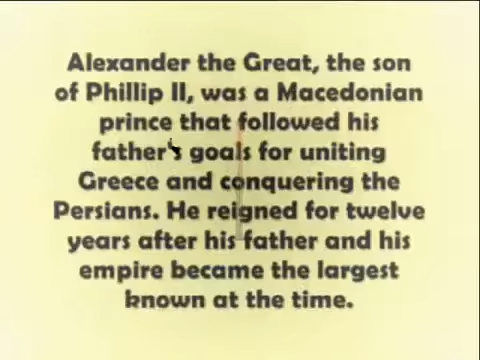 Alexander the Great, the son
of Phillip II, was a Macedonian
prince that followed his
father's goals for uniting
Greece and conquering the
Persians. He reigned for twelve
years after his father and his
empire became the largest
known at the time.